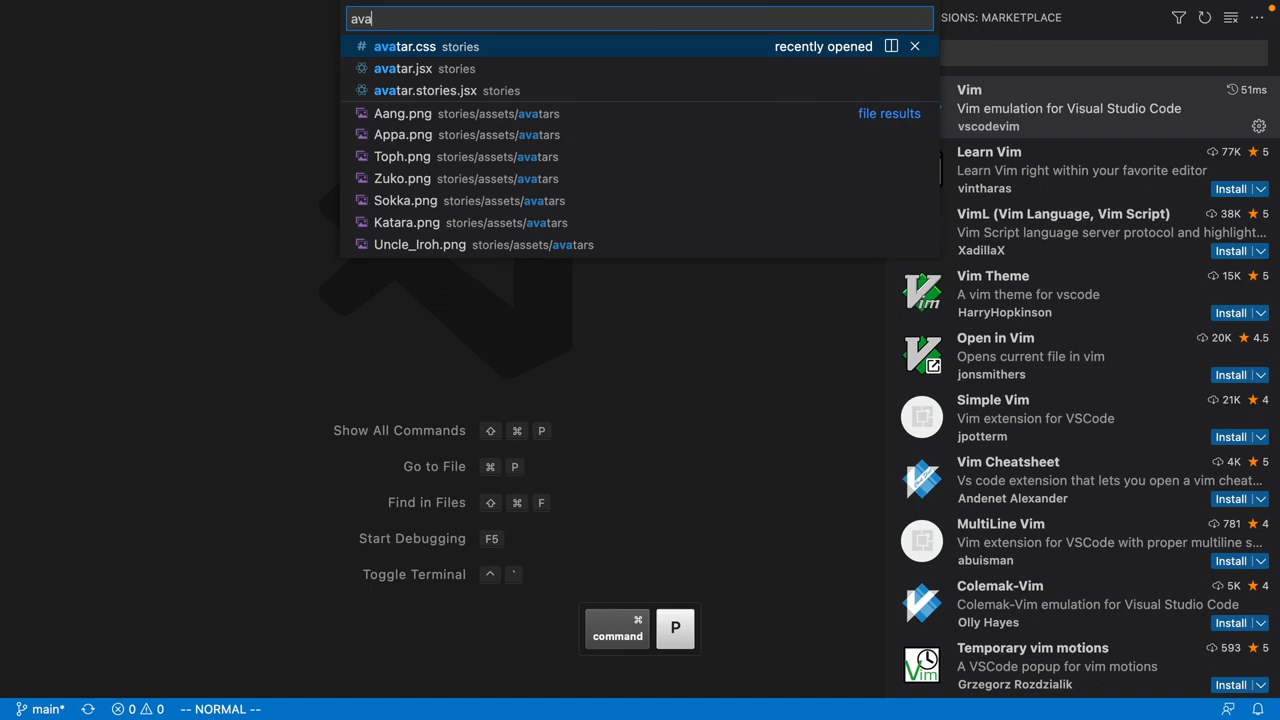 ava
avatar.css stories recently opened
avatar.jsx stories
avatar.stories.jsx stories
Aang.png stories/assets/avatars file results
Appa.png stories/assets/avatars
Toph.png stories/assets/avatars
Zuko.png stories/assets/avatars
Sokka.png stories/assets/avatars
Katara.png stories/assets/avatars
Uncle_Iroh.png stories/assets/avatars
Show All Commands ⇧ ⌘ P
Go to File ⌘ P
Find in Files ⇧ ⌘ F
Start Debugging F5
Toggle Terminal ^ `
⌘
command P
SIONS: MARKETPLACE
Vim 51ms
Vim emulation for Visual Studio Code
vscodevim
Learn Vim 77K ★ 5
Learn Vim right within your favorite editor
vintharas Install
VimL (Vim Language, Vim Script) 38K ★ 5
Vim Script language server protocol and highlight...
XadillaX Install
Vim Theme 15K ★ 5
A vim theme for vscode
HarryHopkinson Install
Open in Vim 20K ★ 4.5
Opens current file in vim
jonsmithers Install
Simple Vim 21K ★ 4
Vim extension for VSCode
jpotterm Install
Vim Cheatsheet 4K ★ 5
Vs code extension that lets you open a vim cheat...
Andenet Alexander Install
MultiLine Vim 781 ★ 4
Vim extension for VSCode with proper multiline s...
abuisman Install
Colemak-Vim 5K ★ 4
Colemak-Vim emulation for Visual Studio Code
Olly Hayes Install
Temporary vim motions 593 ★ 5
A VSCode popup for vim motions
Grzegorz Rozdzialik Install
main* 0 0 -- NORMAL --